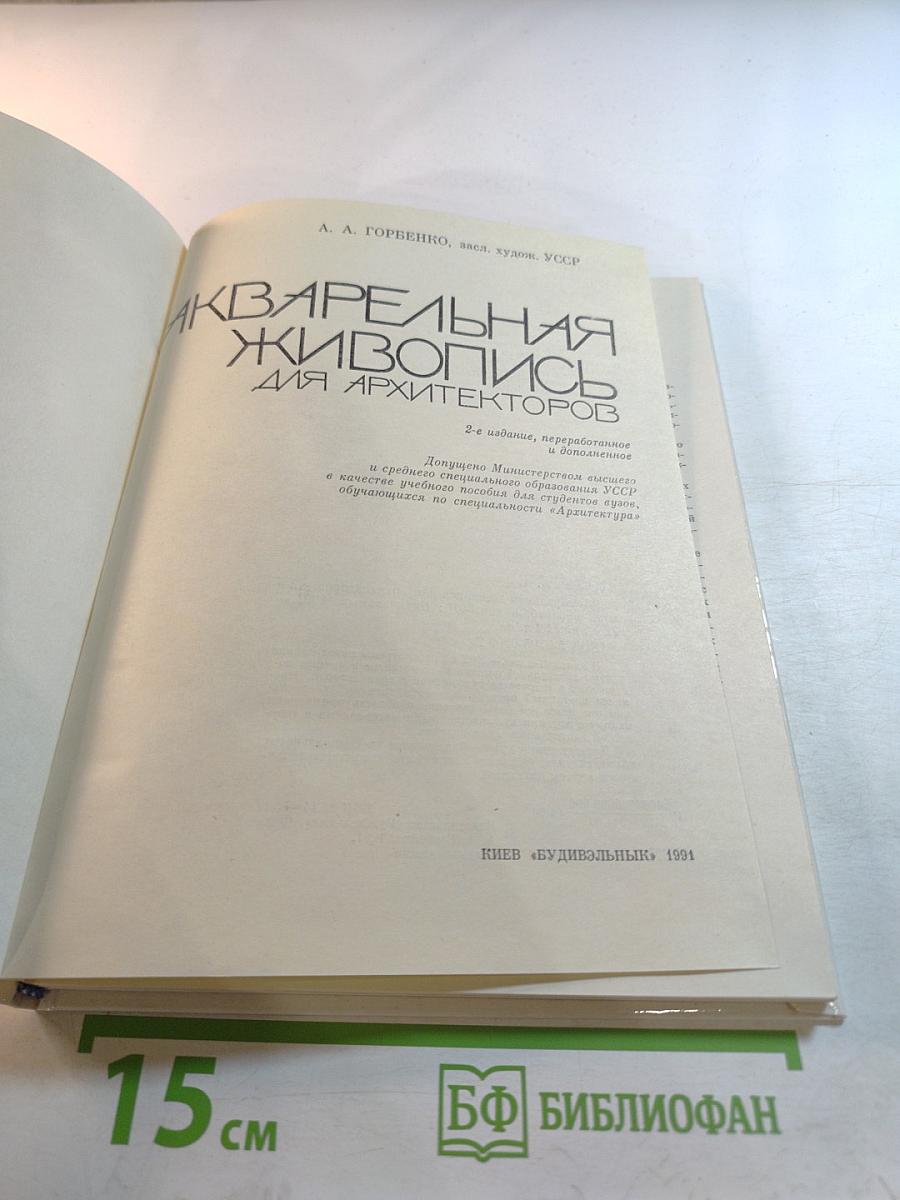 А. А. ГОРБЕНКО, засл. худож. УССР
АКВАРЕЛЬНАЯ
ЖИВОПИСЬ
ДЛЯ АРХИТЕКТОРОВ
2-е издание, переработанное
и дополненное
Допущено Министерством высшего
и среднего специального образования УССР
в качестве учебного пособия для студентов вузов,
обучающихся по специальности «Архитектура»
КИЕВ «БУДИВЭЛЬНЫК» 1991
15 см
БФ БИБЛИОФАН